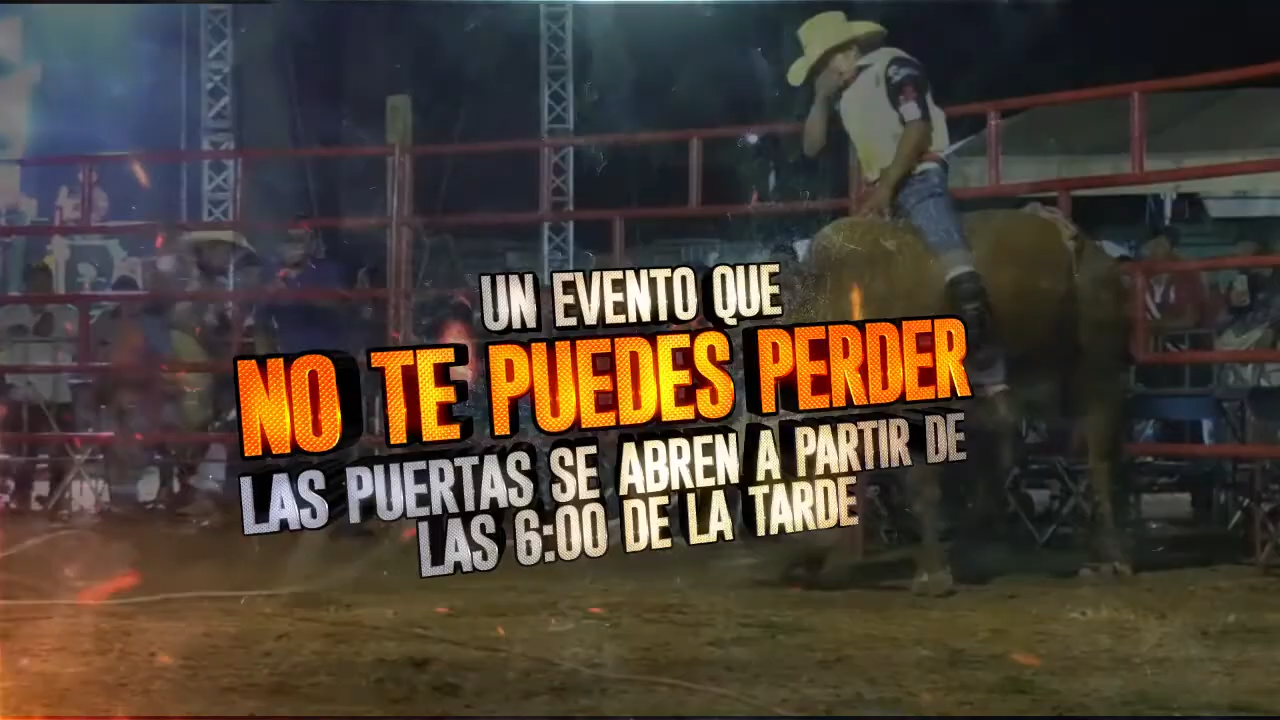 UN EVENTO QUE
NO TE PUEDES PERDER
LAS PUERTAS SE ABREN A PARTIR DE
LAS 6:00 DE LA TARDE